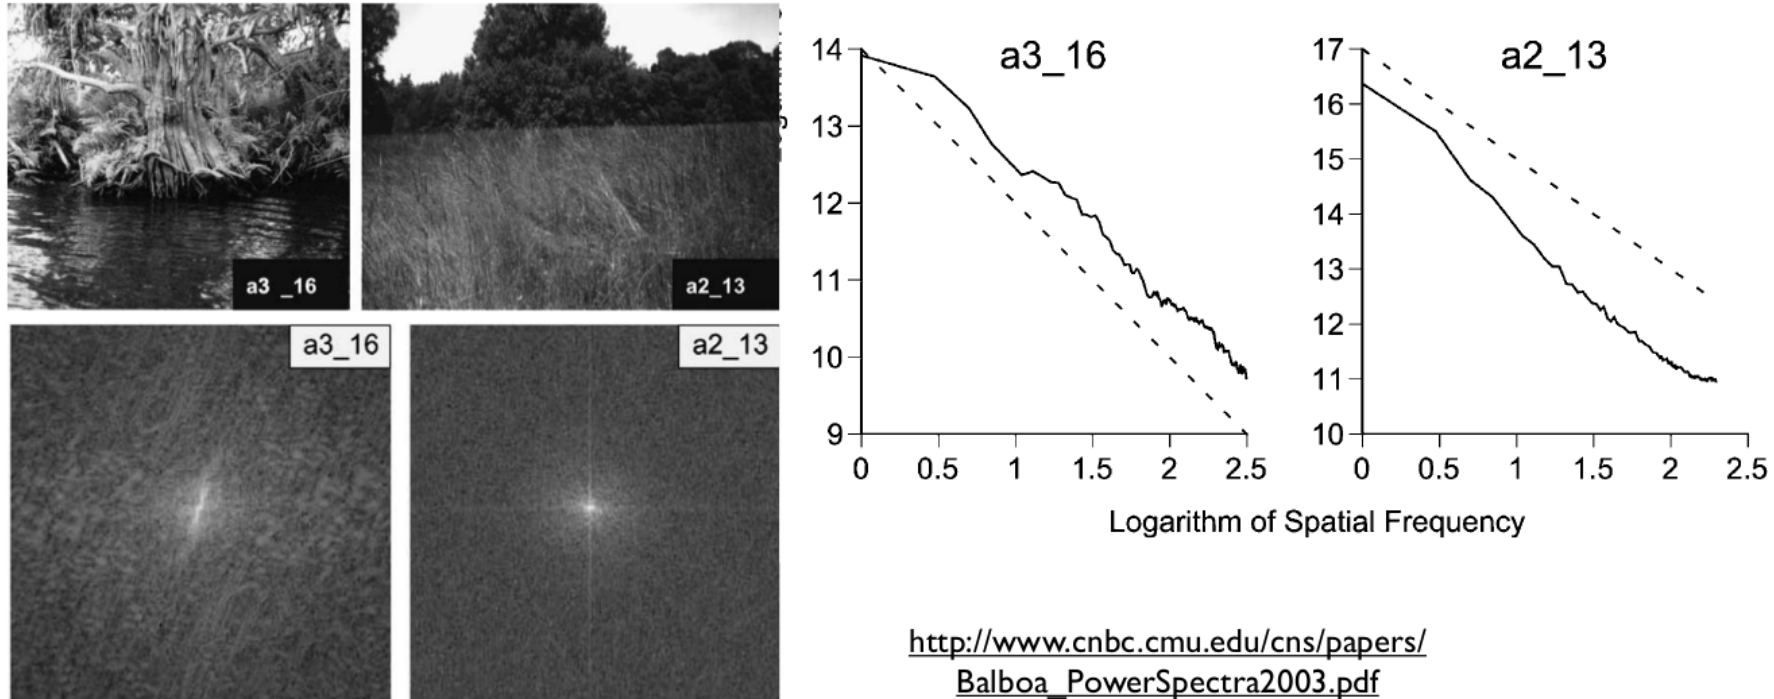 a3 _16
a2_13
a3_16
a2_13
a3_16
14
13
12
11
10
9
0 0.5 1 1.5 2 2.5
a2_13
17
16
15
14
13
12
11
10
0 0.5 1 1.5 2 2.5
Logarithm of Spatial Frequency
http://www.cnbc.cmu.edu/cns/papers/
Balboa_PowerSpectra2003.pdf